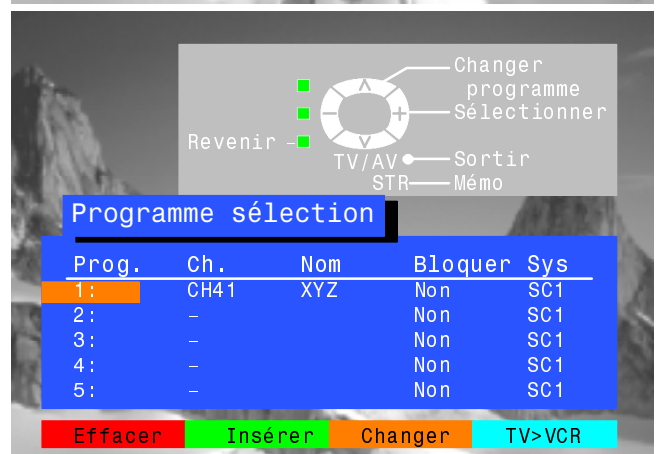 Changer
programme
Sélectionner
Revenir
TV/AV Sortir
STR Mémo
Programme sélection
Prog. Ch. Nom Bloquer Sys
1: CH41 XYZ Non SC1
2: – Non SC1
3: – Non SC1
4: – Non SC1
5: – Non SC1
Effacer Insérer Changer TV>VCR